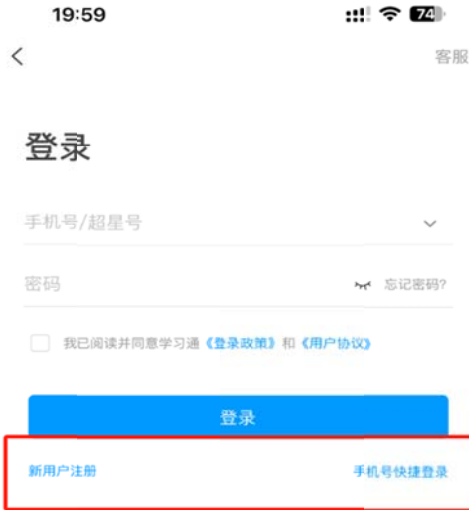 19:59 74
客服
登录
手机号/超星号
密码 忘记密码?
我已阅读并同意学习通《登录政策》和《用户协议》
登录
新用户注册 手机号快捷登录